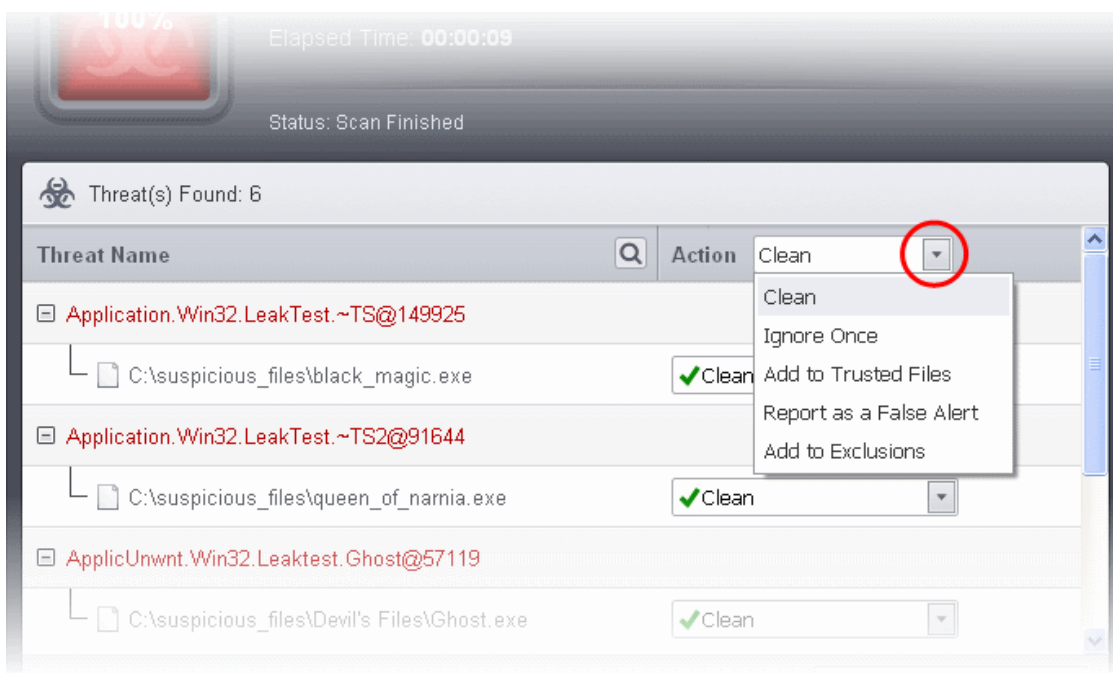 100%
Elapsed Time: 00:00:09
Status: Scan Finished
Threat(s) Found: 6
Threat Name Action Clean
Clean
Ignore Once
Add to Trusted Files
Report as a False Alert
Add to Exclusions
Application.Win32.LeakTest.~TS@149925
C:\suspicious_files\black_magic.exe Clean
Application.Win32.LeakTest.~TS2@91644
C:\suspicious_files\queen_of_narnia.exe Clean
ApplicUnwnt.Win32.Leaktest.Ghost@57119
C:\suspicious_files\Devil's Files\Ghost.exe Clean